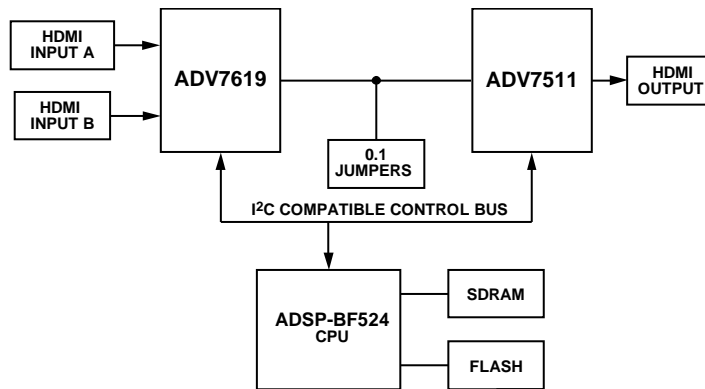 HDMI
INPUT A
HDMI
INPUT B
ADV7619
ADV7511
HDMI
OUTPUT
0.1
JUMPERS
I²C COMPATIBLE CONTROL BUS
ADSP-BF524
CPU
SDRAM
FLASH